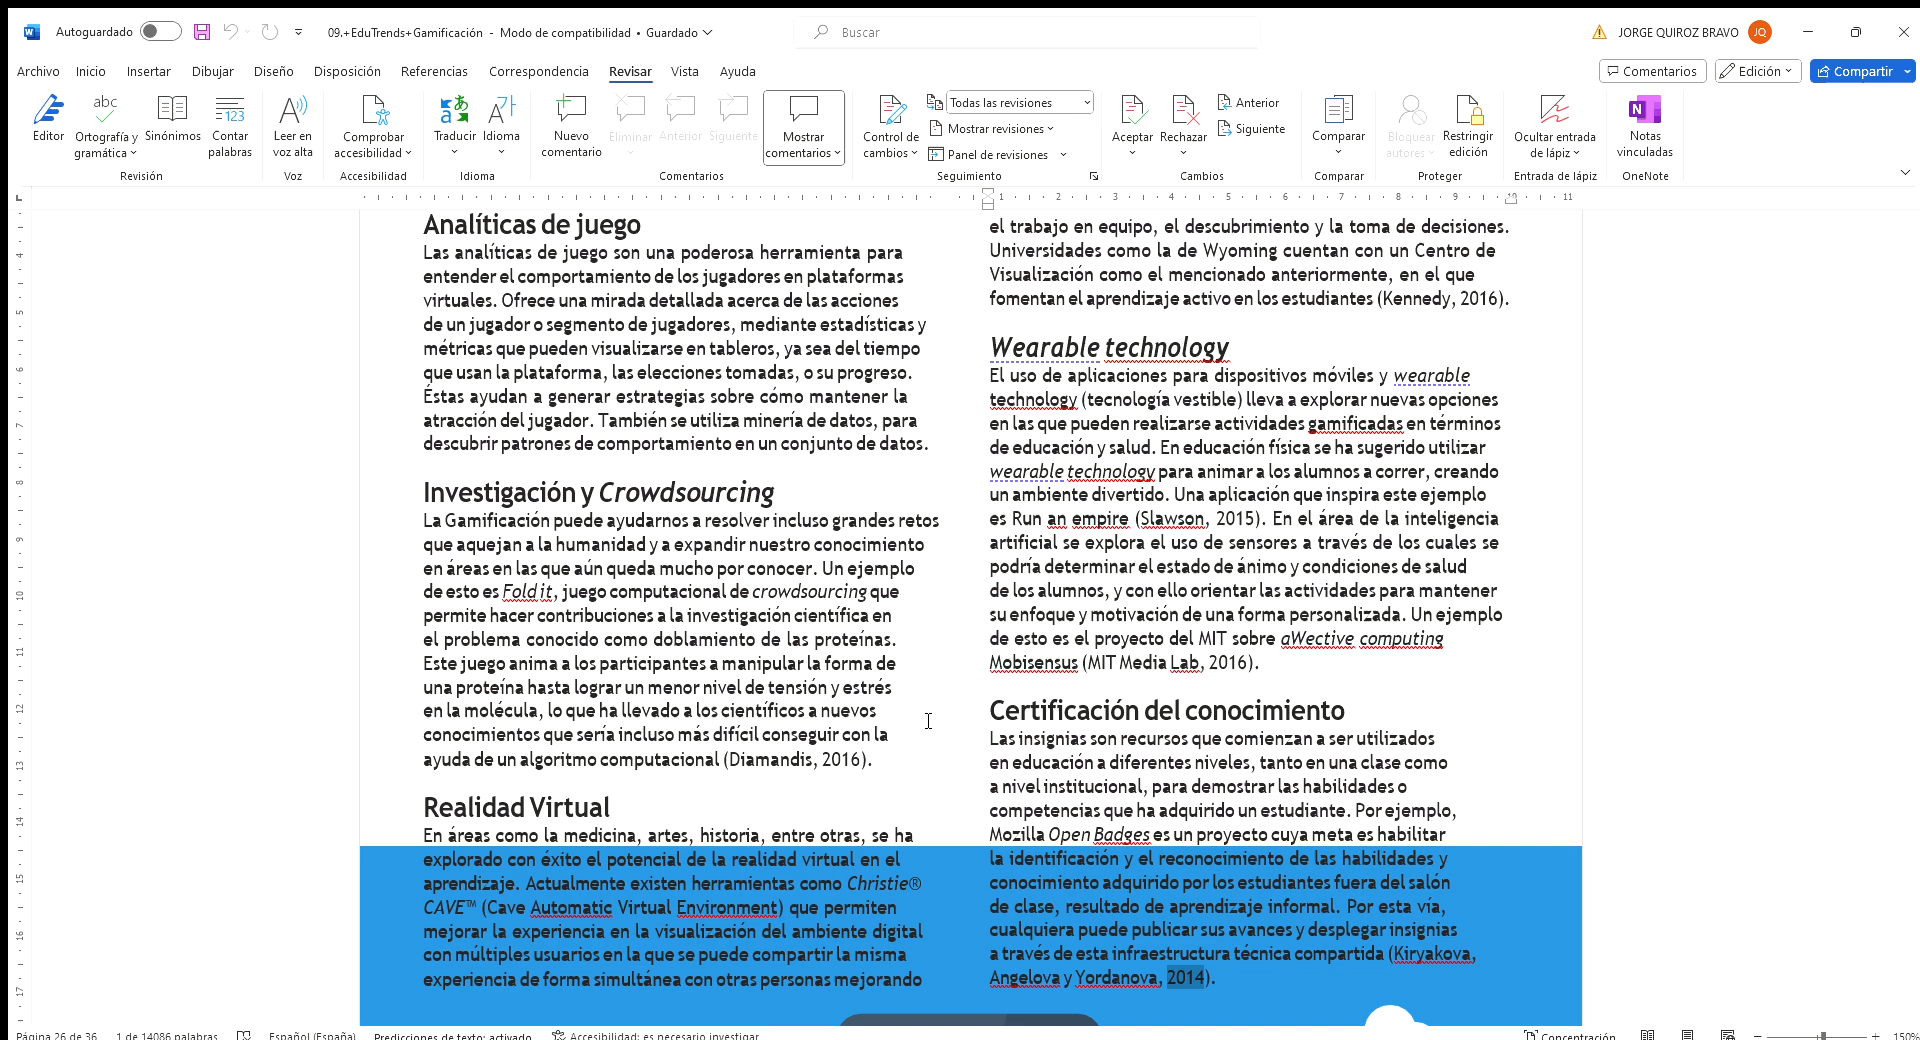 Autoguardado
09.+EduTrends+Gamificación - Modo de compatibilidad • Guardado
Buscar
JORGE QUIROZ BRAVO
JQ
Archivo Inicio Insertar Dibujar Diseño Disposición Referencias Correspondencia Revisar Vista Ayuda
Comentarios
Edición
Compartir
Editor
Ortografía y gramática
Sinónimos
Contar palabras
Revisión
Leer en voz alta
Voz
Comprobar accesibilidad
Accesibilidad
Traducir
Idioma
Idioma
Nuevo comentario
Eliminar
Anterior
Siguiente
Mostrar comentarios
Comentarios
Control de cambios
Todas las revisiones
Mostrar revisiones
Panel de revisiones
Seguimiento
Aceptar
Rechazar
Anterior
Siguiente
Cambios
Comparar
Comparar
Bloquear autores
Restringir edición
Proteger
Ocultar entrada de lápiz
Entrada de lápiz
Notas vinculadas
OneNote
1 2 3 4 5 6 7 8 9 10 11
Analíticas de juego
Las analíticas de juego son una poderosa herramienta para
entender el comportamiento de los jugadores en plataformas
virtuales. Ofrece una mirada detallada acerca de las acciones
de un jugador o segmento de jugadores, mediante estadísticas y
métricas que pueden visualizarse en tableros, ya sea del tiempo
que usan la plataforma, las elecciones tomadas, o su progreso.
Éstas ayudan a generar estrategias sobre cómo mantener la
atracción del jugador. También se utiliza minería de datos, para
descubrir patrones de comportamiento en un conjunto de datos.
Investigación y Crowdsourcing
La Gamificación puede ayudarnos a resolver incluso grandes retos
que aquejan a la humanidad y a expandir nuestro conocimiento
en áreas en las que aún queda mucho por conocer. Un ejemplo
de esto es Fold it, juego computacional de crowdsourcing que
permite hacer contribuciones a la investigación científica en
el problema conocido como doblamiento de las proteínas.
Este juego anima a los participantes a manipular la forma de
una proteína hasta lograr un menor nivel de tensión y estrés
en la molécula, lo que ha llevado a los científicos a nuevos
conocimientos que sería incluso más difícil conseguir con la
ayuda de un algoritmo computacional (Diamandis, 2016).
Realidad Virtual
En áreas como la medicina, artes, historia, entre otras, se ha
explorado con éxito el potencial de la realidad virtual en el
aprendizaje. Actualmente existen herramientas como Christie®
CAVE™ (Cave Automatic Virtual Environment) que permiten
mejorar la experiencia en la visualización del ambiente digital
con múltiples usuarios en la que se puede compartir la misma
experiencia de forma simultánea con otras personas mejorando
el trabajo en equipo, el descubrimiento y la toma de decisiones.
Universidades como la de Wyoming cuentan con un Centro de
Visualización como el mencionado anteriormente, en el que
fomentan el aprendizaje activo en los estudiantes (Kennedy, 2016).
Wearable technology
El uso de aplicaciones para dispositivos móviles y wearable
technology (tecnología vestible) lleva a explorar nuevas opciones
en las que pueden realizarse actividades gamificadas en términos
de educación y salud. En educación física se ha sugerido utilizar
wearable technology para animar a los alumnos a correr, creando
un ambiente divertido. Una aplicación que inspira este ejemplo
es Run an empire (Slawson, 2015). En el área de la inteligencia
artificial se explora el uso de sensores a través de los cuales se
podría determinar el estado de ánimo y condiciones de salud
de los alumnos, y con ello orientar las actividades para mantener
su enfoque y motivación de una forma personalizada. Un ejemplo
de esto es el proyecto del MIT sobre aWective computing
Mobisensus (MIT Media Lab, 2016).
Certificación del conocimiento
Las insignias son recursos que comienzan a ser utilizados
en educación a diferentes niveles, tanto en una clase como
a nivel institucional, para demostrar las habilidades o
competencias que ha adquirido un estudiante. Por ejemplo,
Mozilla Open Badges es un proyecto cuya meta es habilitar
la identificación y el reconocimiento de las habilidades y
conocimiento adquirido por los estudiantes fuera del salón
de clase, resultado de aprendizaje informal. Por esta vía,
cualquiera puede publicar sus avances y desplegar insignias
a través de esta infraestructura técnica compartida (Kiryakova,
Angelova y Yordanova, 2014).
4 5 6 7 8 9 10 11 12 13 14 15 16 17
Página 26 de 36 1 de 14086 palabras Español (España) Predicciones de texto: activado Accesibilidad: es necesario investigar
Concentración
150%